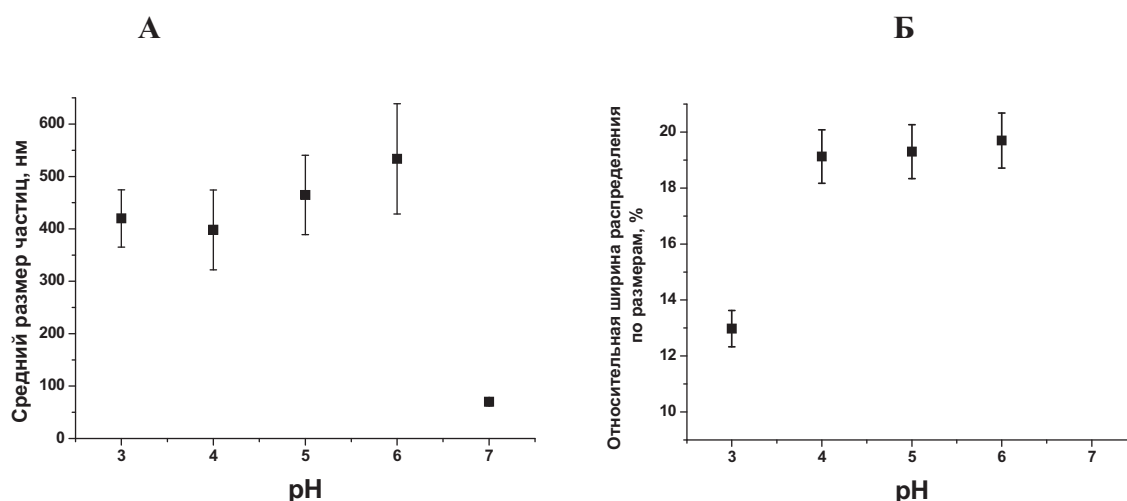 А
Средний размер частиц, нм
600
500
400
300
200
100
0
3 4 5 6 7
pH
Б
Относительная ширина распределения
по размерам, %
20
18
16
14
12
10
3 4 5 6 7
pH